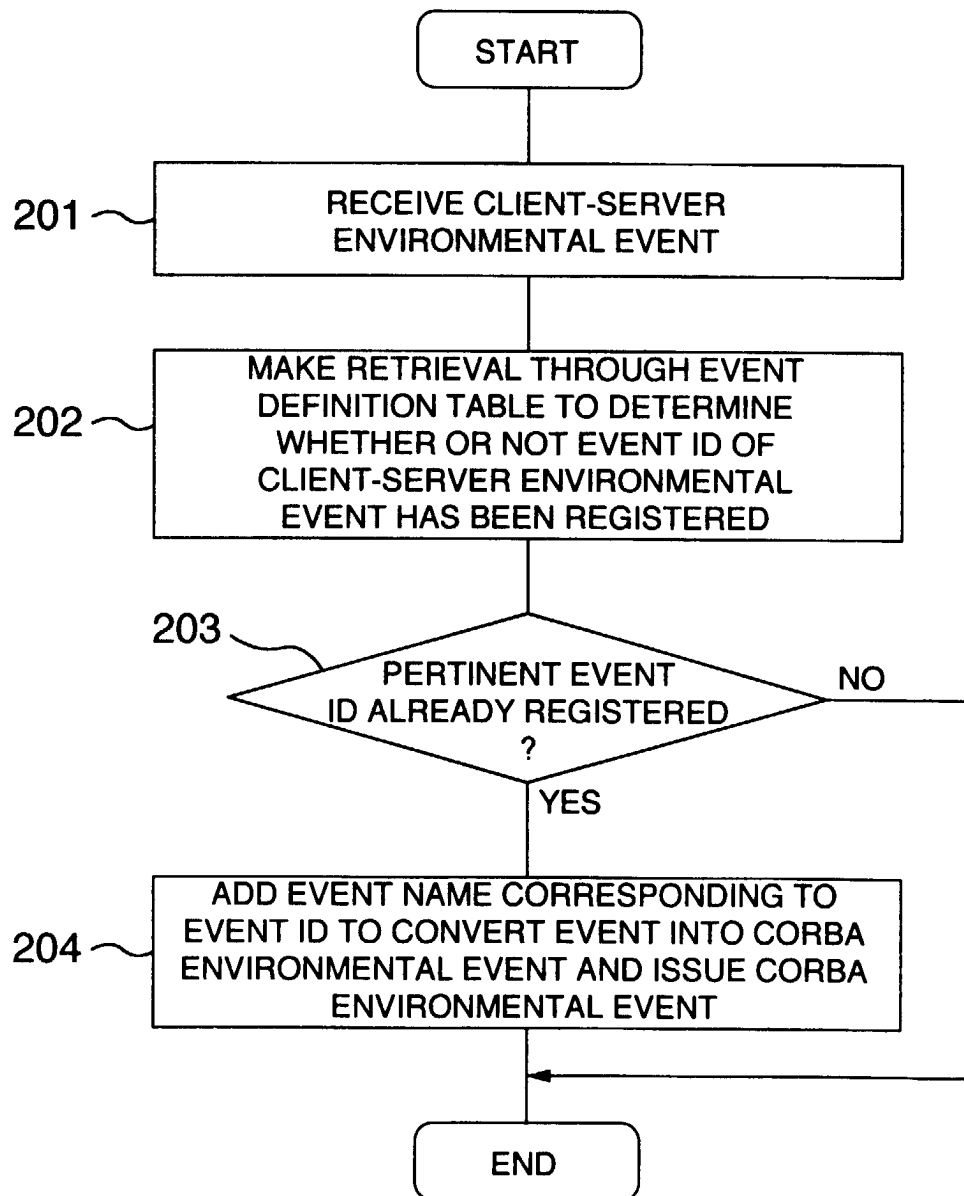 START
201
RECEIVE CLIENT-SERVER
ENVIRONMENTAL EVENT
202
MAKE RETRIEVAL THROUGH EVENT
DEFINITION TABLE TO DETERMINE
WHETHER OR NOT EVENT ID OF
CLIENT-SERVER ENVIRONMENTAL
EVENT HAS BEEN REGISTERED
203
PERTINENT EVENT
ID ALREADY REGISTERED
?
NO
YES
204
ADD EVENT NAME CORRESPONDING TO
EVENT ID TO CONVERT EVENT INTO CORBA
ENVIRONMENTAL EVENT AND ISSUE CORBA
ENVIRONMENTAL EVENT
END